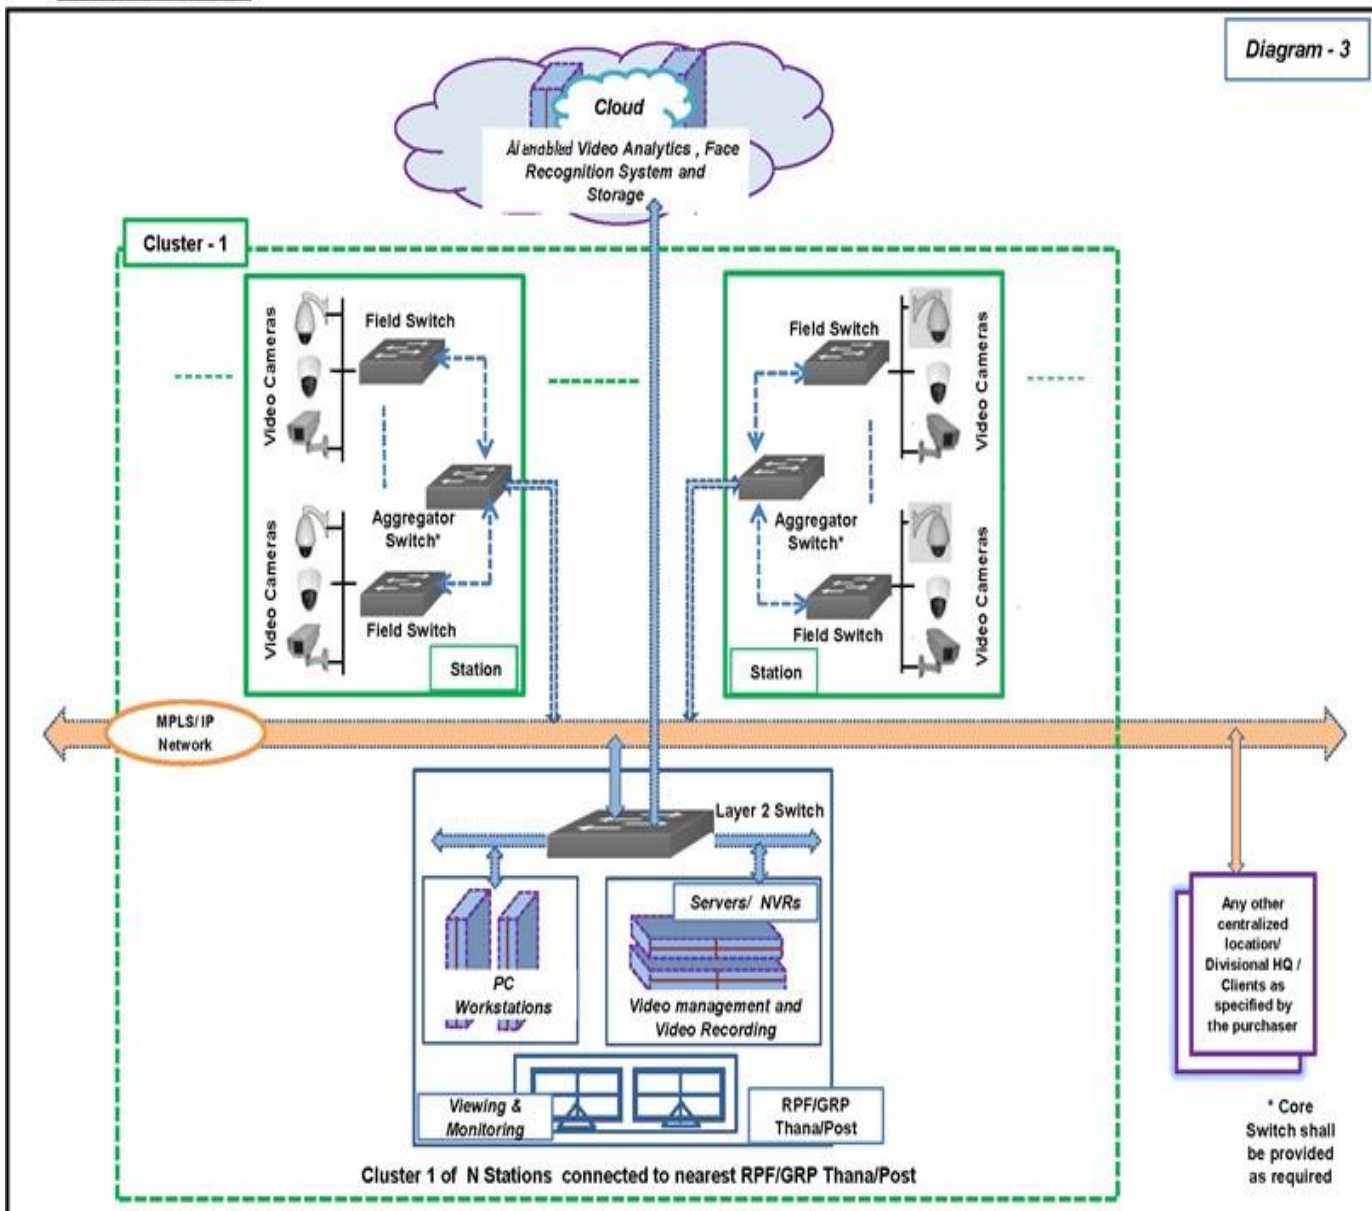 Diagram - 3
Cloud
AI enabled Video Analytics , Face
Recognition System and
Storage
Cluster - 1
Video Cameras
Field Switch
Aggregator
Switch*
Video Cameras
Field Switch
Station
Field Switch
Video Cameras
Aggregator
Switch*
Field Switch
Video Cameras
Station
MPLS/ IP
Network
Layer 2 Switch
PC
Workstations
Servers/ NVRs
Video management and
Video Recording
Viewing &
Monitoring
RPF/GRP
Thana/Post
Any other
centralized
location/
Divisional HQ /
Clients as
specified by
the purchaser
* Core
Switch shall
be provided
as required
Cluster 1 of N Stations connected to nearest RPF/GRP Thana/Post